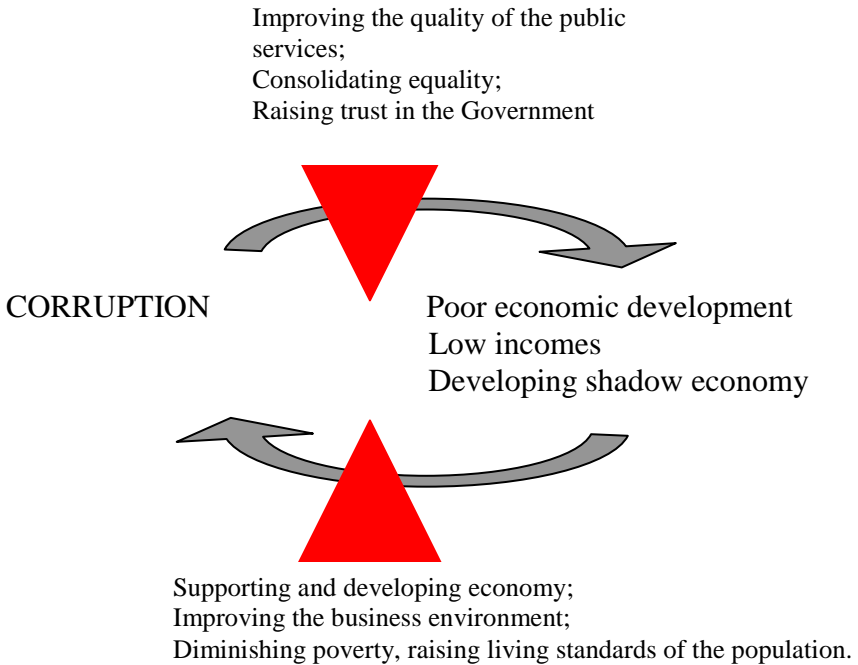 Improving the quality of the public
services;
Consolidating equality;
Raising trust in the Government
CORRUPTION
Poor economic development
Low incomes
Developing shadow economy
Supporting and developing economy;
Improving the business environment;
Diminishing poverty, raising living standards of the population.